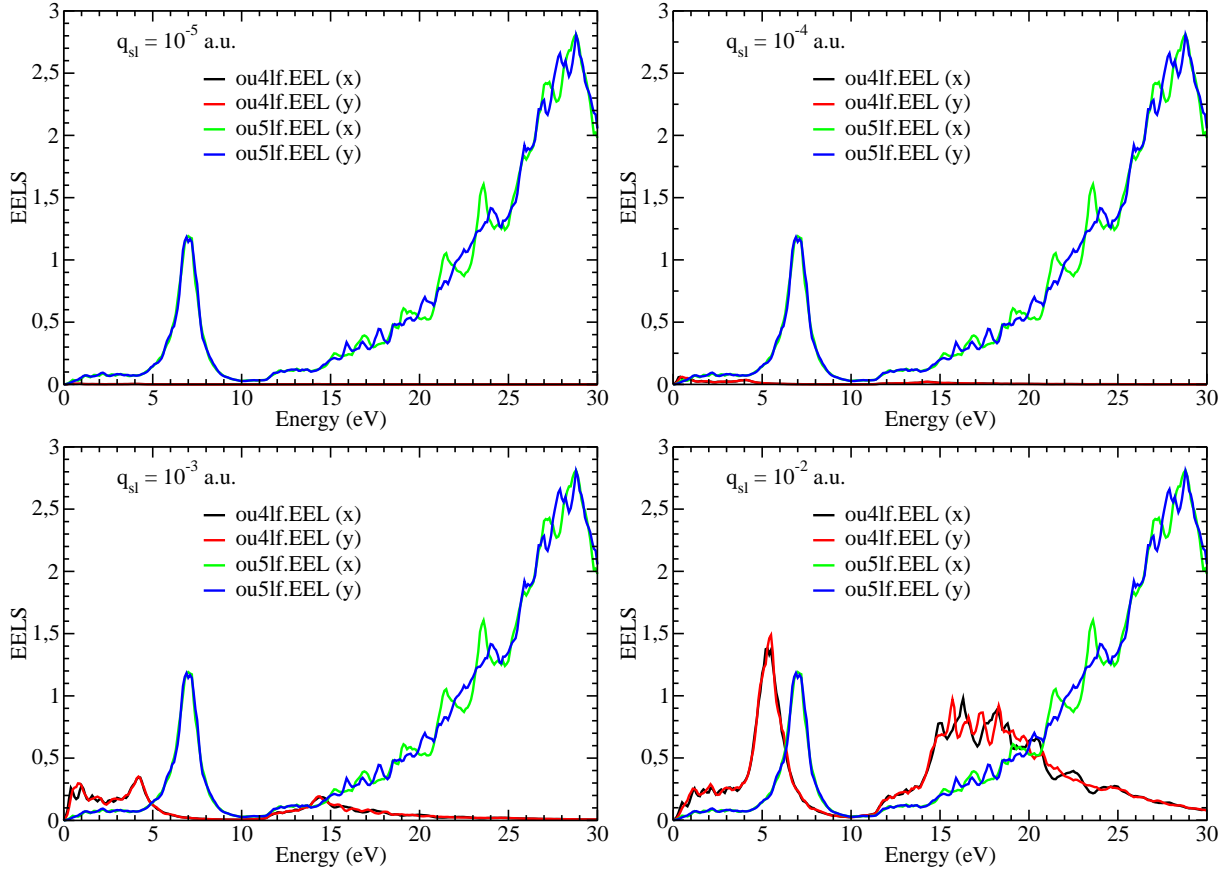 q_sl = 10^-5 a.u.
ou4lf.EEL (x)
ou4lf.EEL (y)
ou5lf.EEL (x)
ou5lf.EEL (y)
EELS
0
0,5
1
1,5
2
2,5
3
0 5 10 15 20 25 30
Energy (eV)
q_sl = 10^-4 a.u.
ou4lf.EEL (x)
ou4lf.EEL (y)
ou5lf.EEL (x)
ou5lf.EEL (y)
EELS
0
0,5
1
1,5
2
2,5
3
0 5 10 15 20 25 30
Energy (eV)
q_sl = 10^-3 a.u.
ou4lf.EEL (x)
ou4lf.EEL (y)
ou5lf.EEL (x)
ou5lf.EEL (y)
EELS
0
0,5
1
1,5
2
2,5
3
0 5 10 15 20 25 30
Energy (eV)
q_sl = 10^-2 a.u.
ou4lf.EEL (x)
ou4lf.EEL (y)
ou5lf.EEL (x)
ou5lf.EEL (y)
EELS
0
0,5
1
1,5
2
2,5
3
0 5 10 15 20 25 30
Energy (eV)